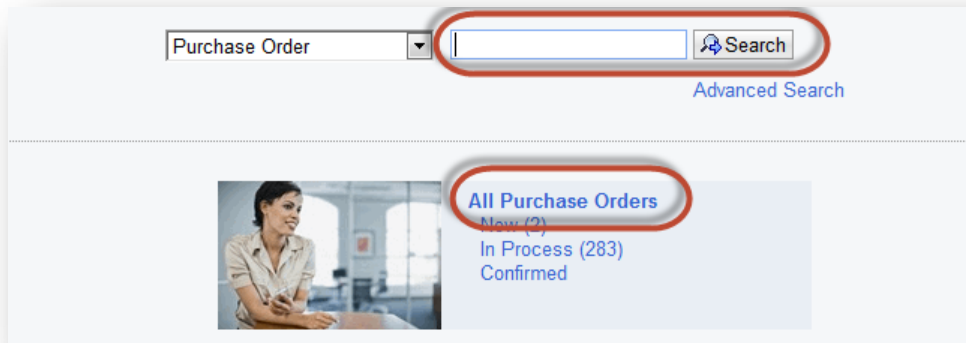 Purchase Order
Search
Advanced Search
All Purchase Orders
New (2)
In Process (283)
Confirmed